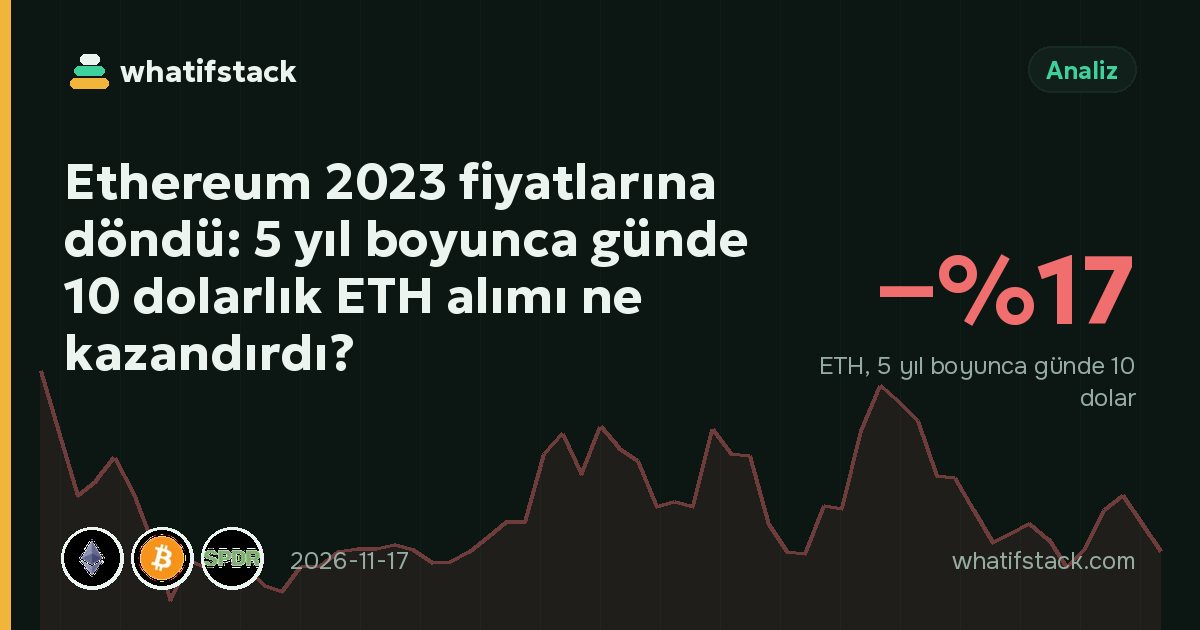 whatifstack
Analiz
Ethereum 2023 fiyatlarına
döndü: 5 yıl boyunca günde
10 dolarlık ETH alımı ne
kazandırdı?
−%17
ETH, 5 yıl boyunca günde 10
dolar
SPDR
2026-11-17
whatifstack.com